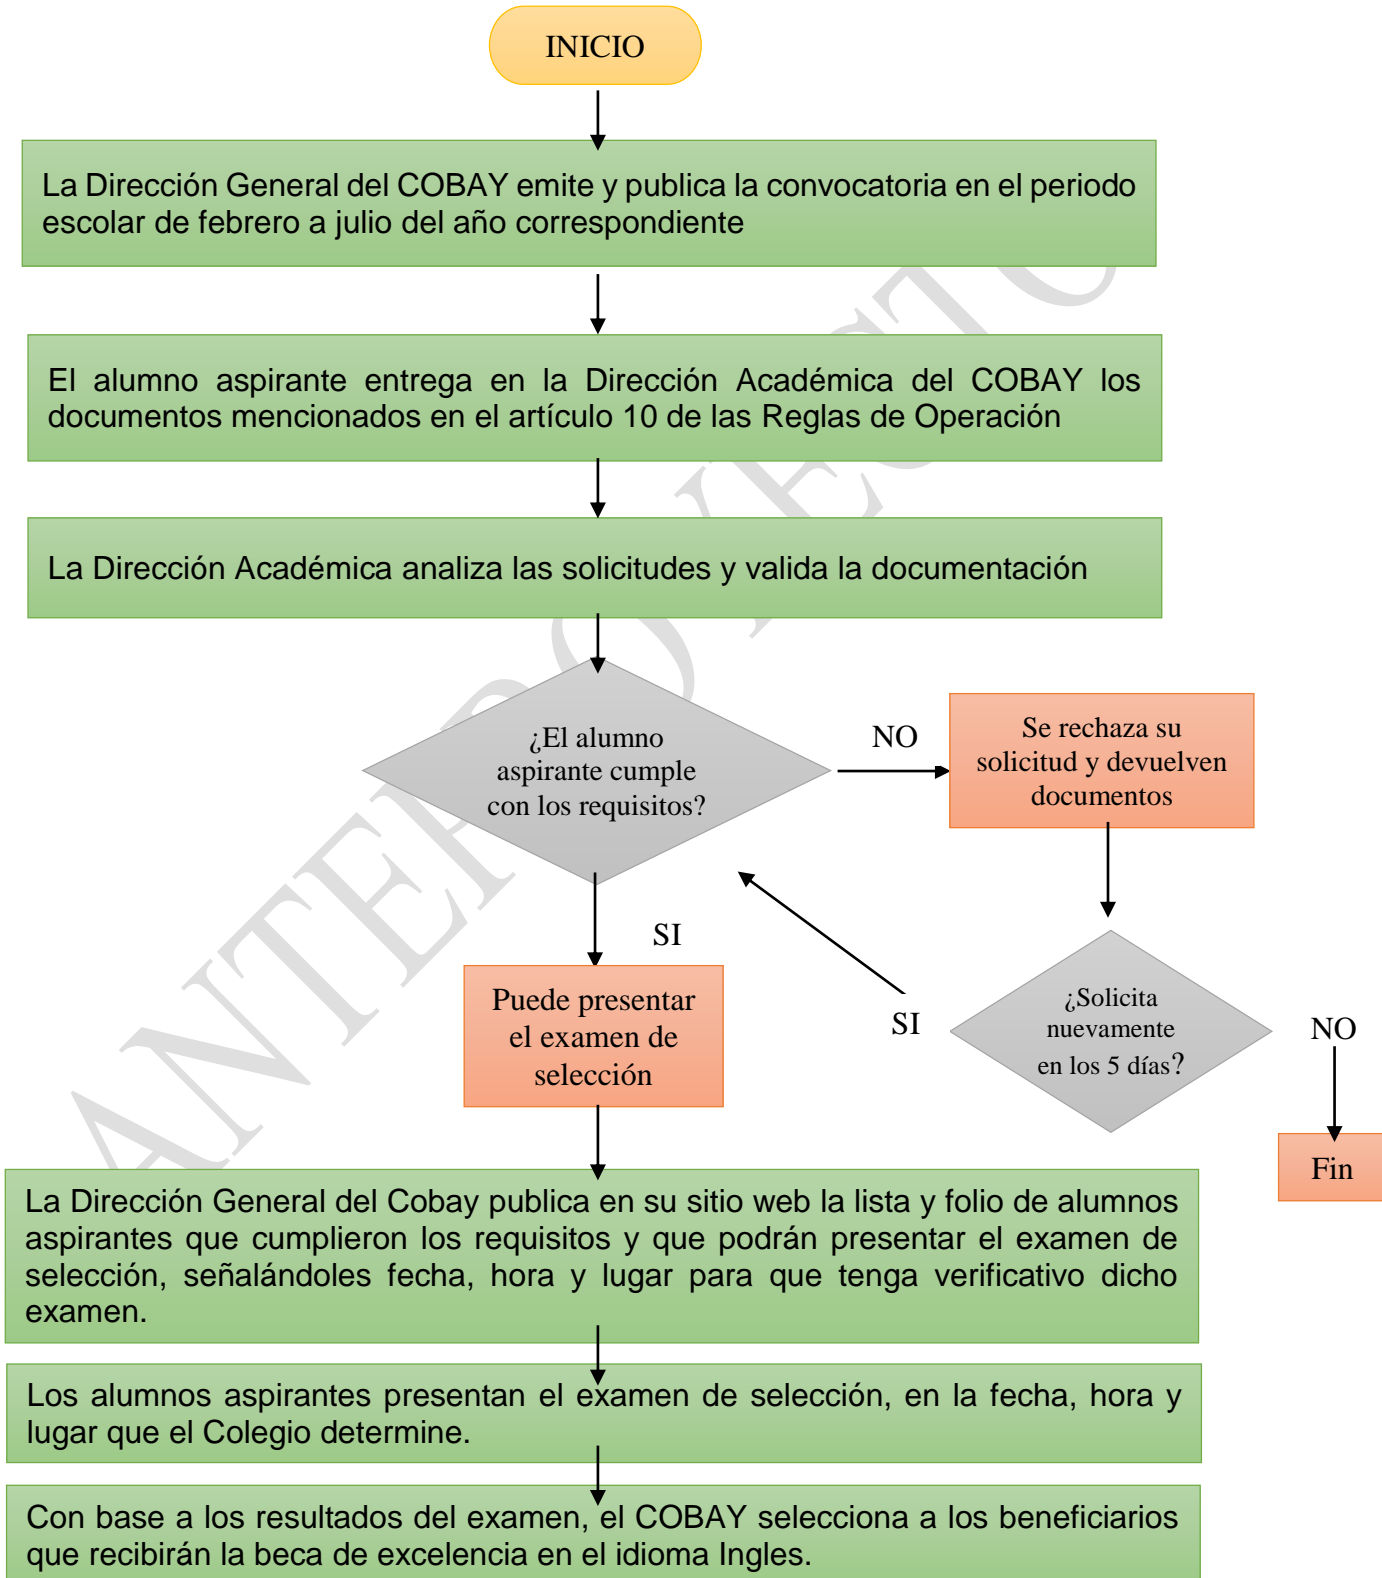 INICIO
La Dirección General del COBAY emite y publica la convocatoria en el periodo
escolar de febrero a julio del año correspondiente
El alumno aspirante entrega en la Dirección Académica del COBAY los
documentos mencionados en el artículo 10 de las Reglas de Operación
La Dirección Académica analiza las solicitudes y valida la documentación
¿El alumno
aspirante cumple
con los requisitos?
NO
Se rechaza su
solicitud y devuelven
documentos
SI
Puede presentar
el examen de
selección
SI
¿Solicita
nuevamente
en los 5 días?
NO
Fin
La Dirección General del Cobay publica en su sitio web la lista y folio de alumnos
aspirantes que cumplieron los requisitos y que podrán presentar el examen de
selección, señalándoles fecha, hora y lugar para que tenga verificativo dicho
examen.
Los alumnos aspirantes presentan el examen de selección, en la fecha, hora y
lugar que el Colegio determine.
Con base a los resultados del examen, el COBAY selecciona a los beneficiarios
que recibirán la beca de excelencia en el idioma Ingles.
ANTEPROYECTO